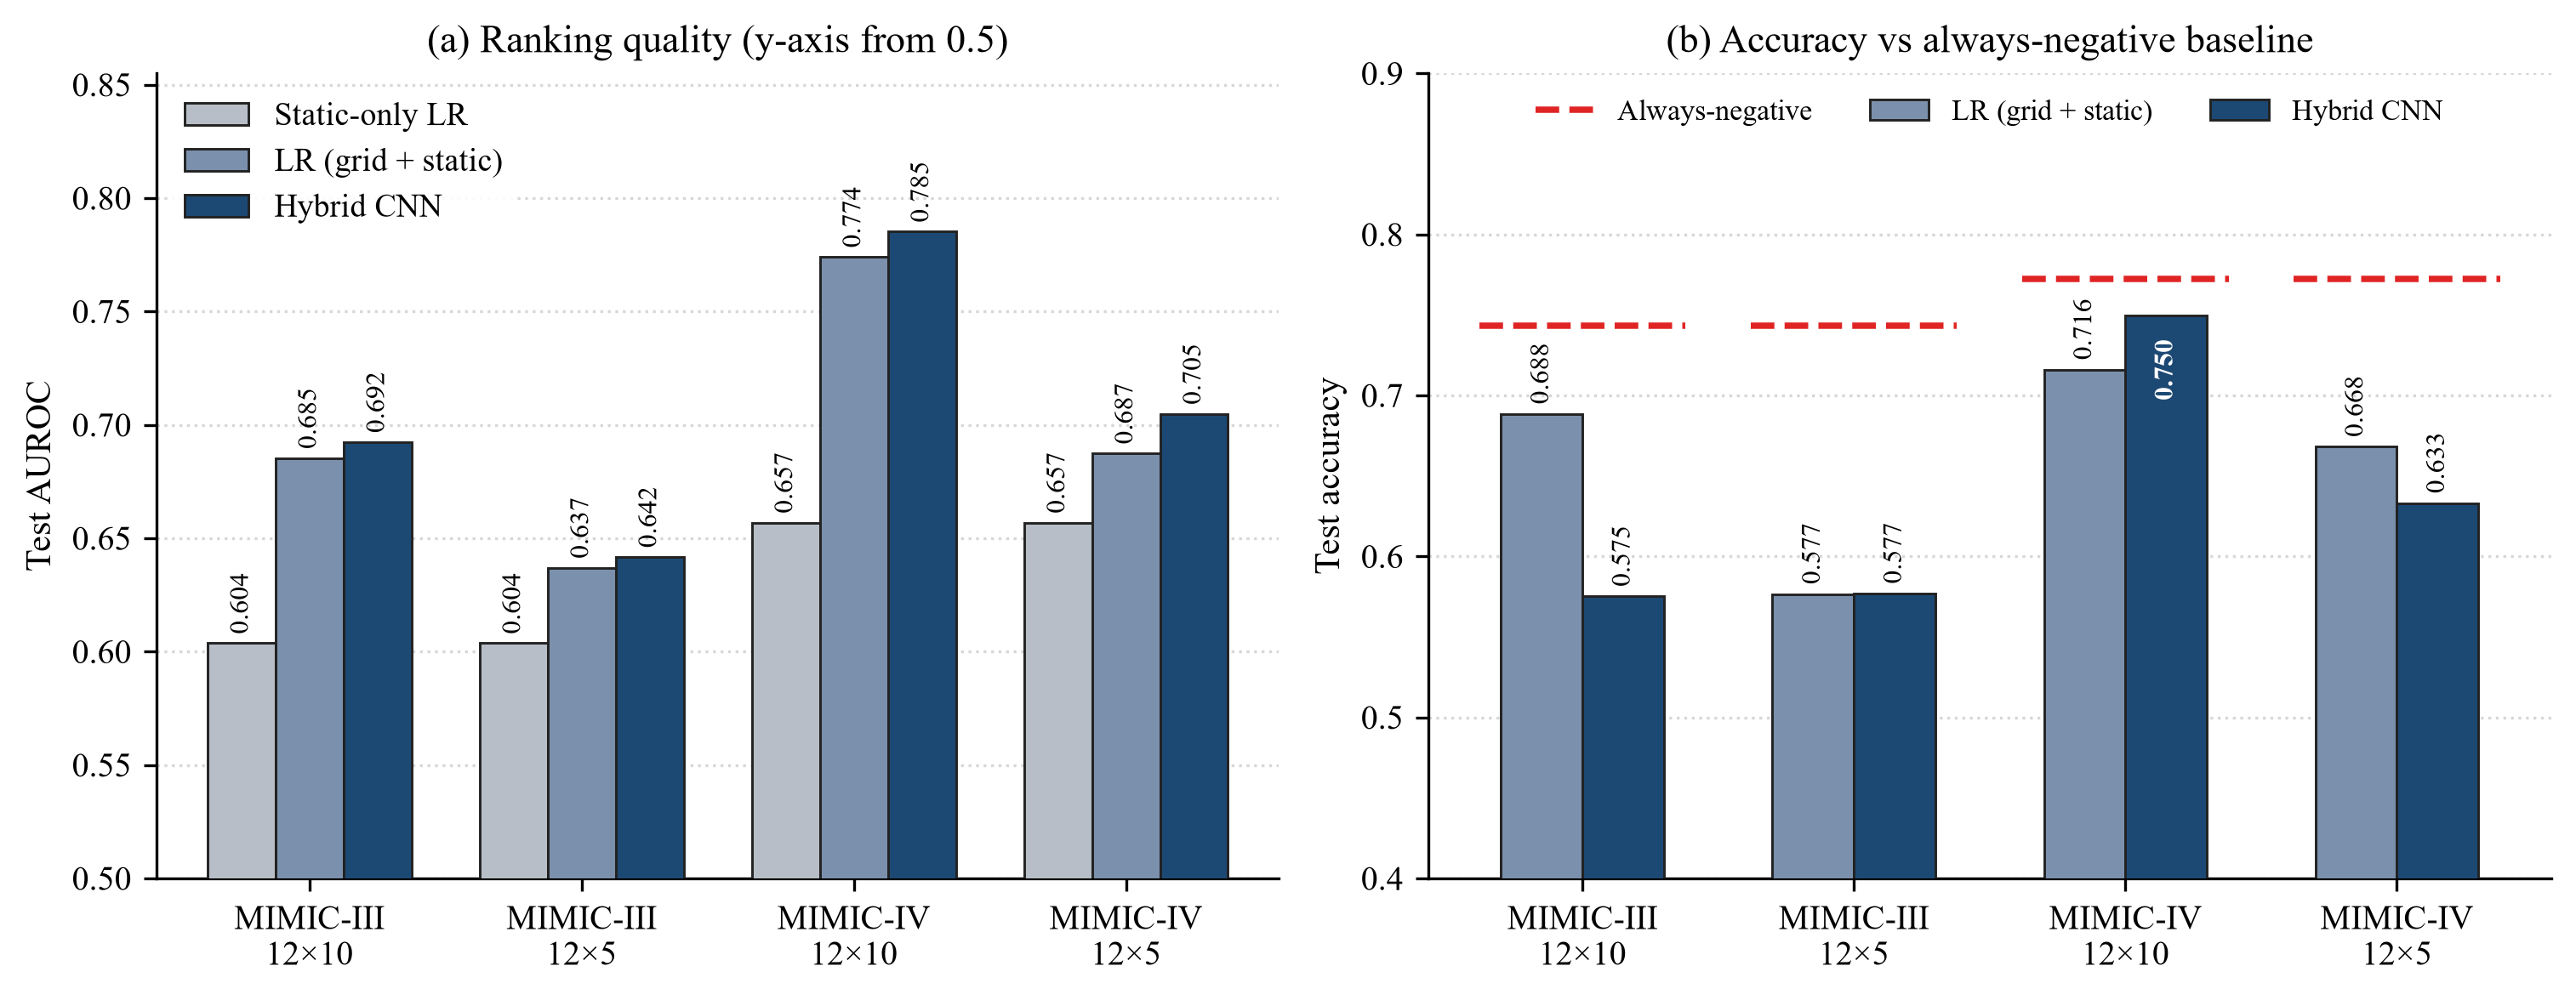 (a) Ranking quality (y-axis from 0.5)
Test AUROC
0.85
0.80
0.75
0.70
0.65
0.60
0.55
0.50
Static-only LR
LR (grid + static)
Hybrid CNN
0.604
0.685
0.692
0.604
0.637
0.642
0.657
0.774
0.785
0.657
0.687
0.705
MIMIC-III
12×10
MIMIC-III
12×5
MIMIC-IV
12×10
MIMIC-IV
12×5
(b) Accuracy vs always-negative baseline
Test accuracy
0.9
0.8
0.7
0.6
0.5
0.4
Always-negative
LR (grid + static)
Hybrid CNN
0.688
0.575
0.577
0.577
0.716
0.750
0.668
0.633
MIMIC-III
12×10
MIMIC-III
12×5
MIMIC-IV
12×10
MIMIC-IV
12×5